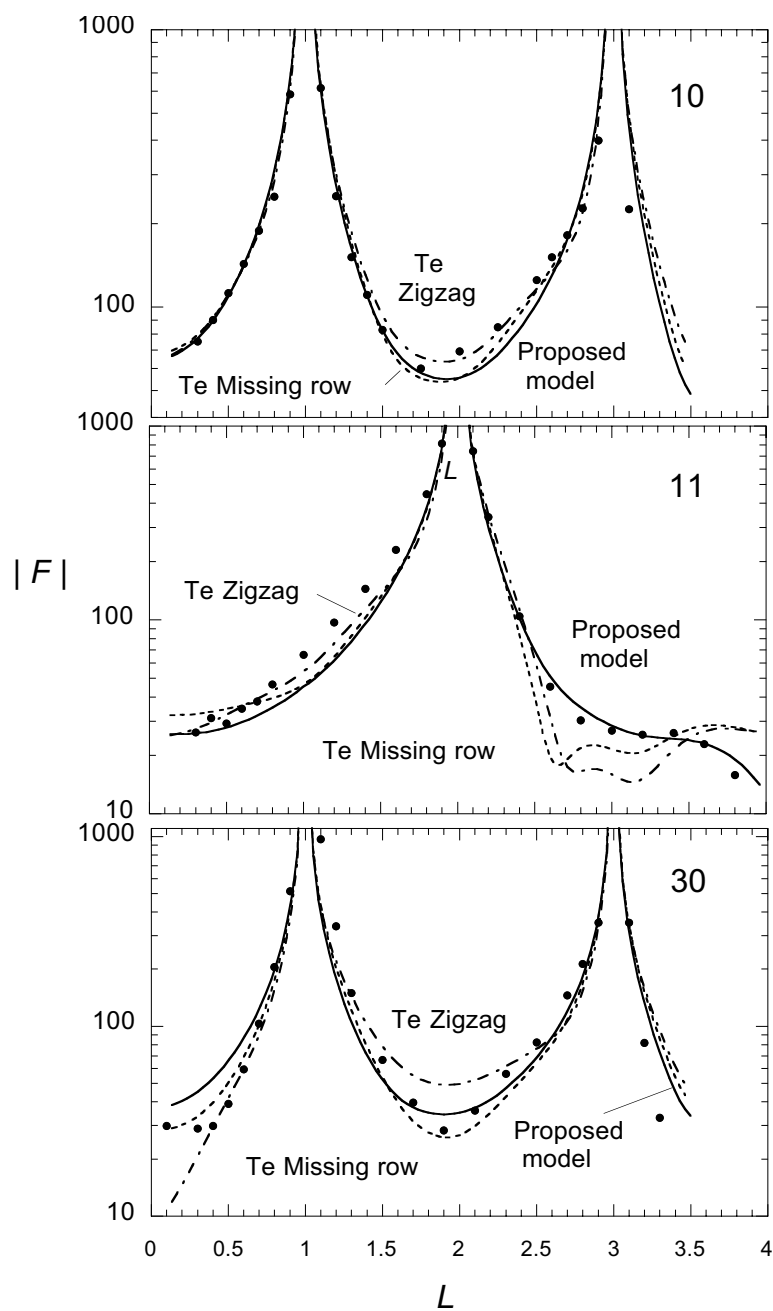 1000
10
Te
Zigzag
100
Proposed
model
Te Missing row
1000
L
11
| F |
Te Zigzag
100
Proposed
model
Te Missing row
10
1000
30
Te Zigzag
100
Proposed
model
Te Missing row
10
0 0.5 1 1.5 2 2.5 3 3.5 4
L